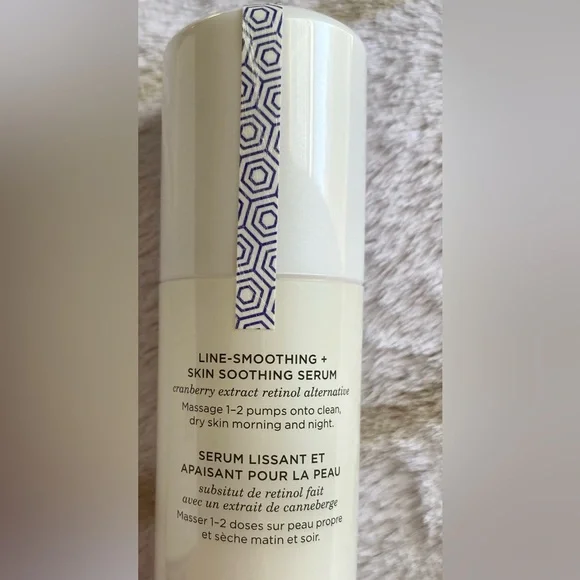 LINE-SMOOTHING +
SKIN SOOTHING SERUM
cranberry extract retinol alternative
Massage 1–2 pumps onto clean,
dry skin morning and night.
SERUM LISSANT ET
APAISANT POUR LA PEAU
subsitut de retinol fait
avec un extrait de canneberge
Masser 1–2 doses sur peau propre
et sèche matin et soir.